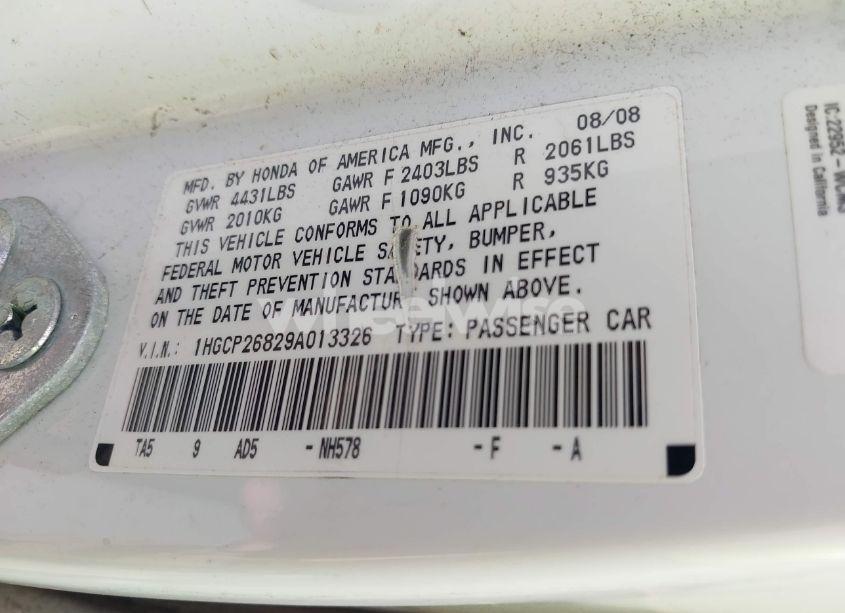 MFD. BY HONDA OF AMERICA MFG., INC. 08/08
GVWR 4431LBS GAWR F 2403LBS R 2061LBS
GVWR 2010KG GAWR F 1090KG R 935KG
THIS VEHICLE CONFORMS TO ALL APPLICABLE
FEDERAL MOTOR VEHICLE SAFETY, BUMPER,
AND THEFT PREVENTION STANDARDS IN EFFECT
ON THE DATE OF MANUFACTUR SHOWN ABOVE.
V.I.N.: 1HGCP26829A013326 TYPE: PASSENGER CAR
TA5 9 AD5 -NH578 -F -A
Designed in California